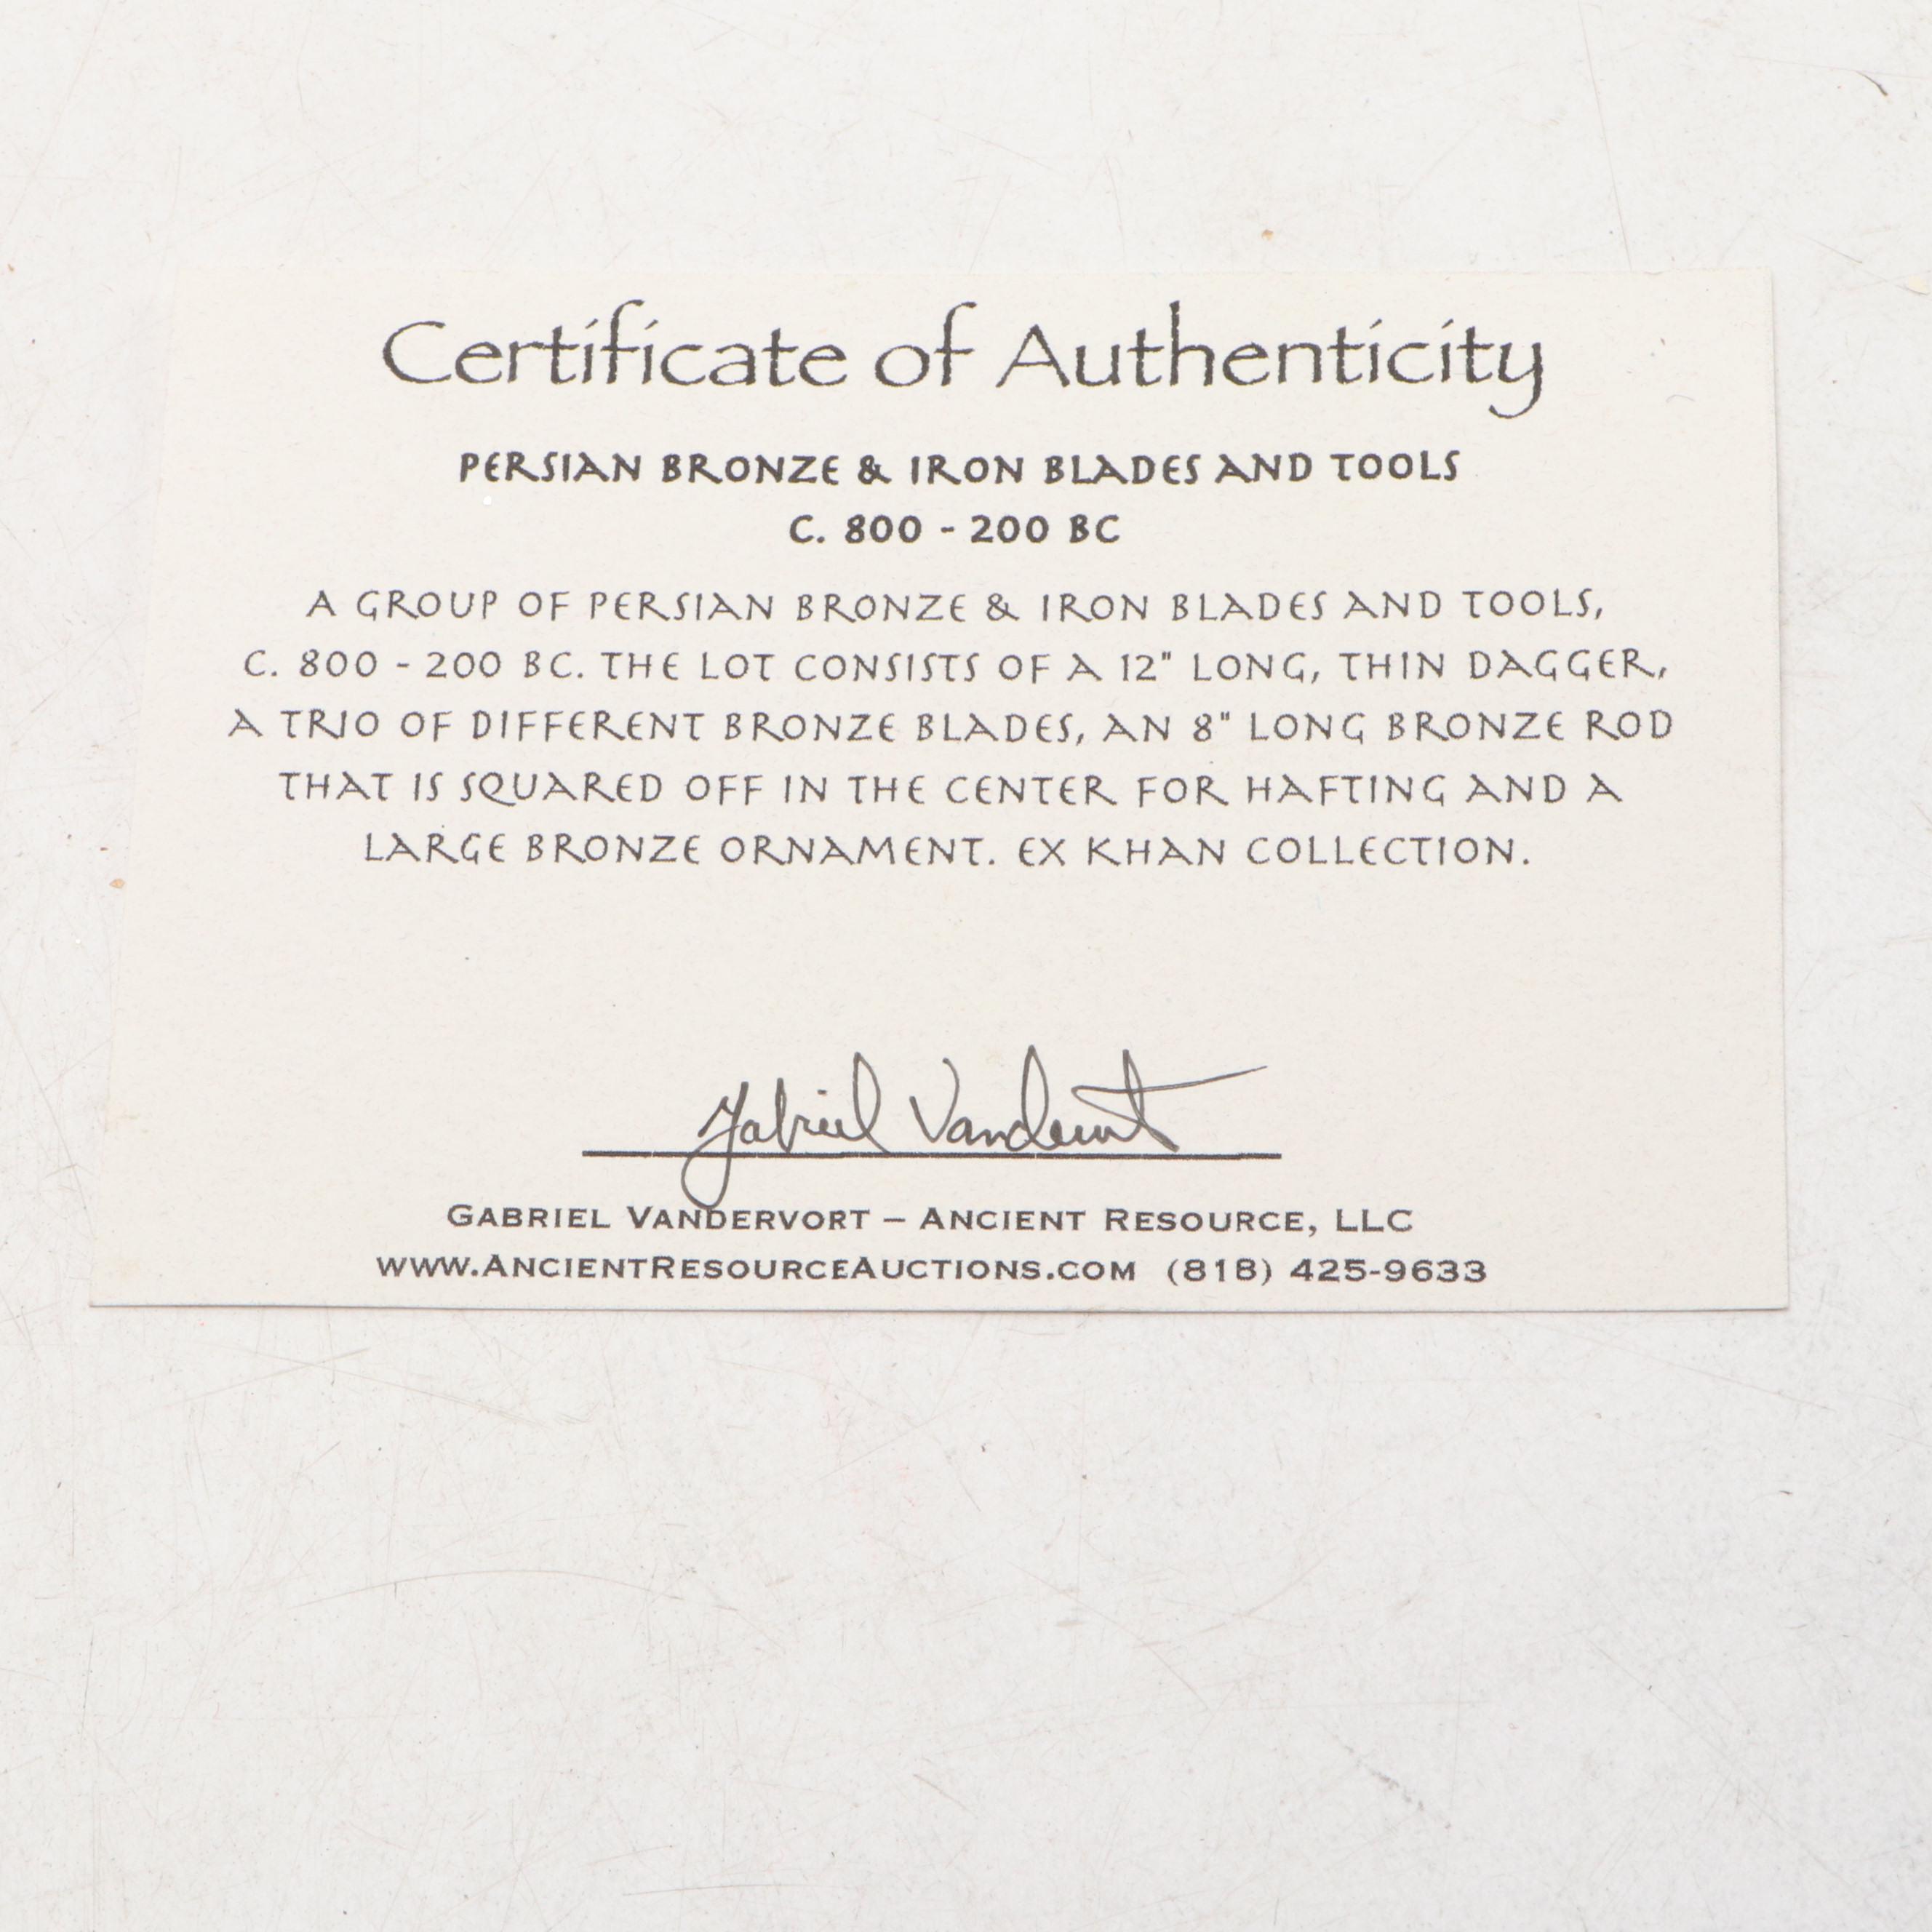 Certificate of Authenticity
PERSIAN BRONZE & IRON BLADES AND TOOLS
C. 800 - 200 BC
A GROUP OF PERSIAN BRONZE & IRON BLADES AND TOOLS,
C. 800 - 200 BC. THE LOT CONSISTS OF A 12" LONG, THIN DAGGER,
A TRIO OF DIFFERENT BRONZE BLADES, AN 8" LONG BRONZE ROD
THAT IS SQUARED OFF IN THE CENTER FOR HAFTING AND A
LARGE BRONZE ORNAMENT. EX KHAN COLLECTION.
Gabriel Vandervort
GABRIEL VANDERVORT – ANCIENT RESOURCE, LLC
WWW.ANCIENTRESOURCEAUCTIONS.COM (818) 425-9633